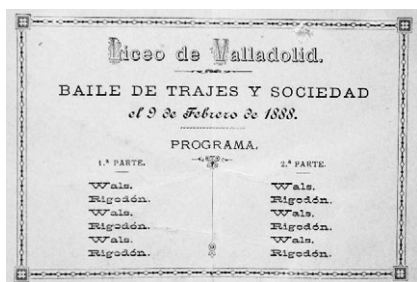 Liceo de Valladolid.
BAILE DE TRAJES Y SOCIEDAD
el 9 de Febrero de 1888.
PROGRAMA.
1.ª PARTE.
Wals.
Rigodón.
Wals.
Rigodón.
Wals.
Rigodón.
2.ª PARTE.
Wals.
Rigodón.
Wals.
Rigodón.
Wals.
Rigodón.